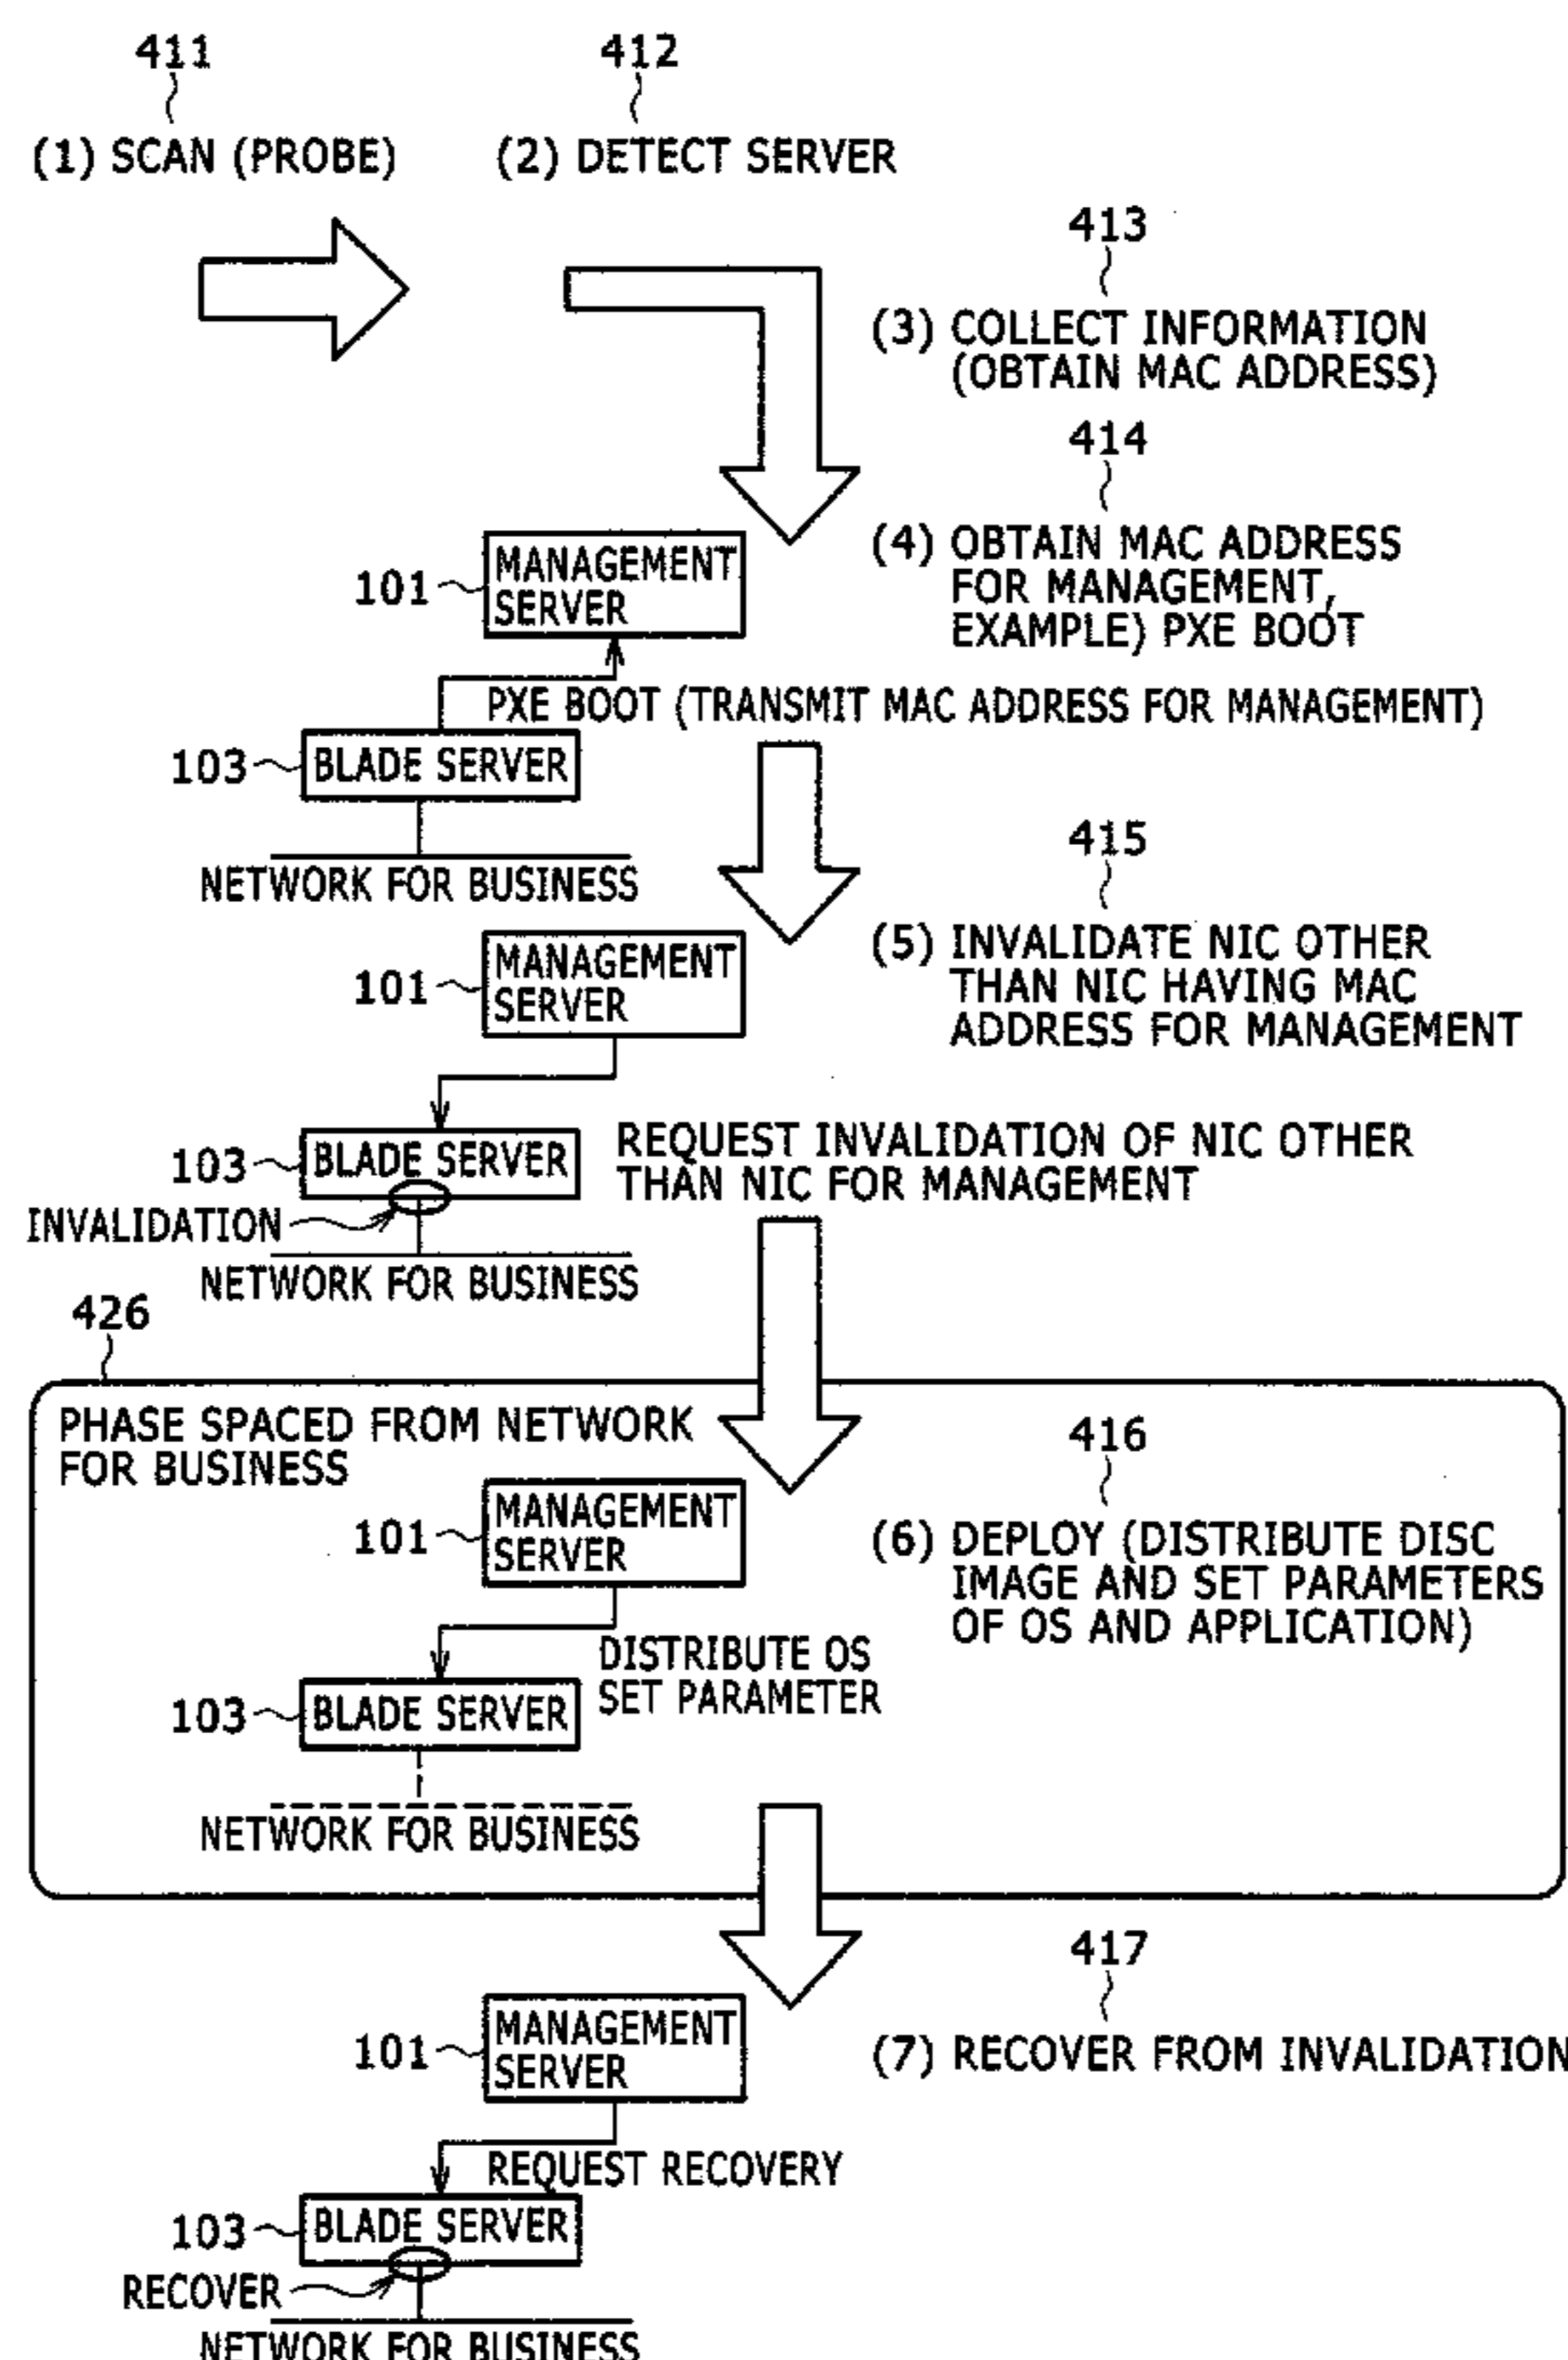 411
412
(1) SCAN (PROBE)
(2) DETECT SERVER
413
(3) COLLECT INFORMATION
(OBTAIN MAC ADDRESS)
414
(4) OBTAIN MAC ADDRESS
FOR MANAGEMENT,
EXAMPLE) PXE BOOT
MANAGEMENT
SERVER
101
PXE BOOT (TRANSMIT MAC ADDRESS FOR MANAGEMENT)
103
BLADE SERVER
NETWORK FOR BUSINESS
415
(5) INVALIDATE NIC OTHER
THAN NIC HAVING MAC
ADDRESS FOR MANAGEMENT
MANAGEMENT
SERVER
101
103
BLADE SERVER
REQUEST INVALIDATION OF NIC OTHER
THAN NIC FOR MANAGEMENT
INVALIDATION
NETWORK FOR BUSINESS
426
PHASE SPACED FROM NETWORK
FOR BUSINESS
416
(6) DEPLOY (DISTRIBUTE DISC
IMAGE AND SET PARAMETERS
OF OS AND APPLICATION)
MANAGEMENT
SERVER
101
DISTRIBUTE OS
SET PARAMETER
103
BLADE SERVER
NETWORK FOR BUSINESS
417
(7) RECOVER FROM INVALIDATION
MANAGEMENT
SERVER
101
REQUEST RECOVERY
103
BLADE SERVER
RECOVER
NETWORK FOR BUSINESS